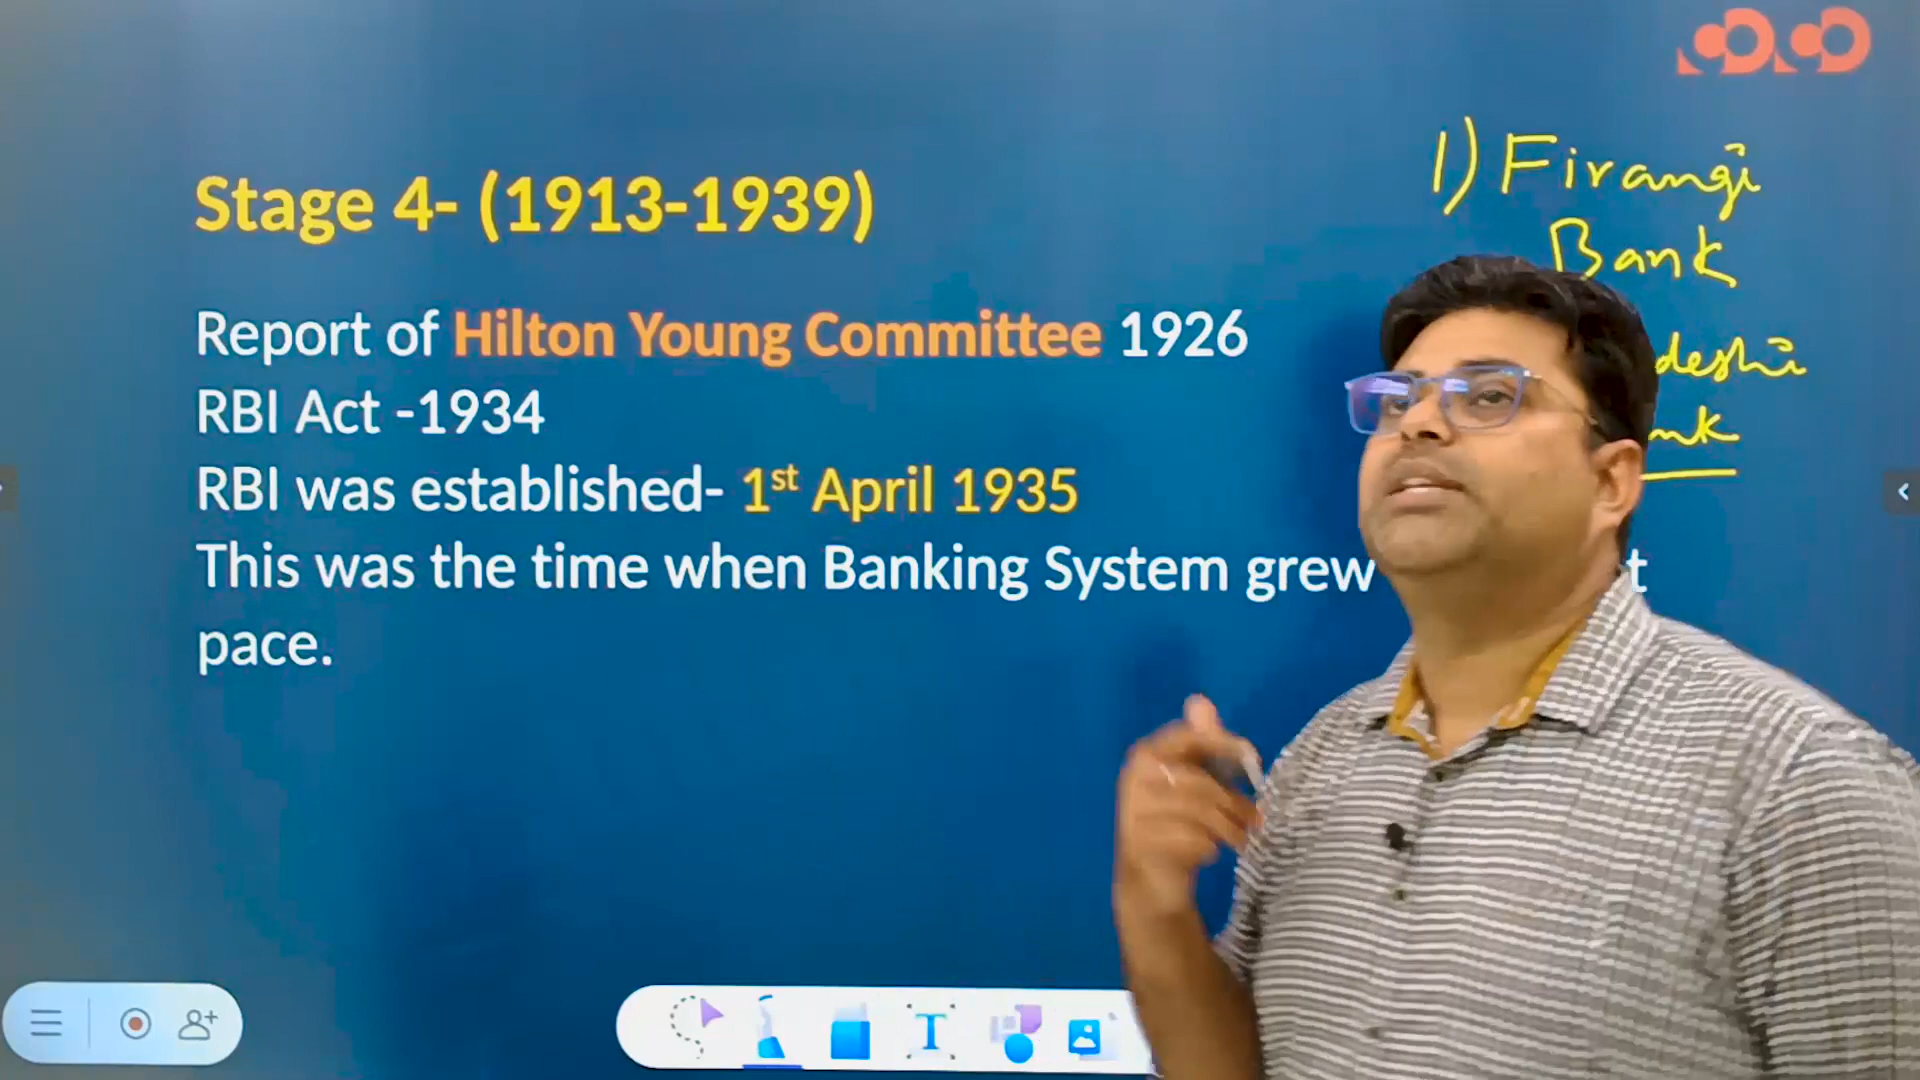 Stage 4- (1913-1939)
Report of Hilton Young Committee 1926
RBI Act -1934
RBI was established- 1st April 1935
This was the time when Banking System grew
pace.
1) Firangi
Bank